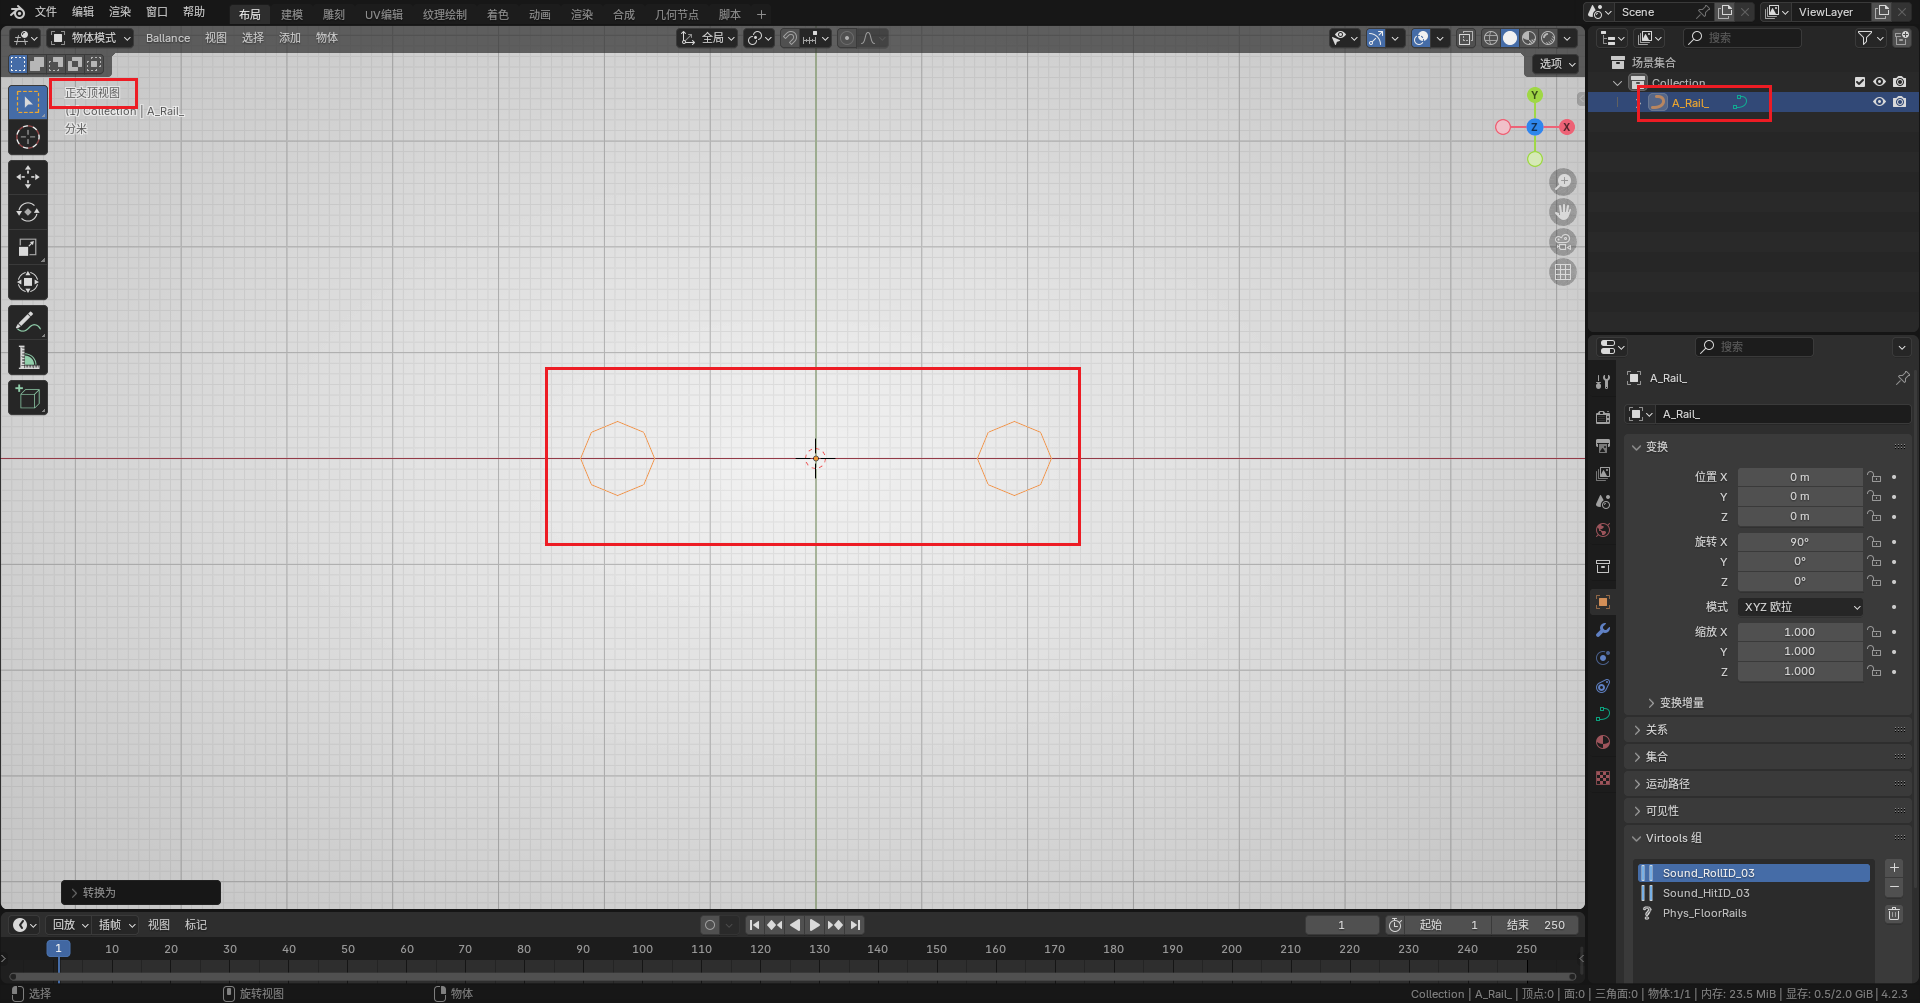 文件 编辑 渲染 窗口 帮助 布局 建模 雕刻 UV编辑 纹理绘制 着色 动画 渲染 合成 几何节点 脚本 + Scene ViewLayer
物体模式 Ballance 视图 选择 添加 物体 全局 搜索
选项
正交顶视图
(1) Collection | A_Rail_
分米
Y
Z X
场景集合
Collection
A_Rail_
搜索
A_Rail_
A_Rail_
变换
位置 X 0 m
Y 0 m
Z 0 m
旋转 X 90°
Y 0°
Z 0°
模式 XYZ 欧拉
缩放 X 1.000
Y 1.000
Z 1.000
变换增量
关系
集合
运动路径
可见性
Virtools 组
Sound_RollID_03
Sound_HitID_03
Phys_FloorRails
转换为
回放 插帧 视图 标记 1 起始 1 结束 250
1 10 20 30 40 50 60 70 80 90 100 110 120 130 140 150 160 170 180 190 200 210 220 230 240 250
选择 旋转视图 物体 Collection | A_Rail_ | 顶点:0 | 面:0 | 三角面:0 | 物体:1/1 | 内存: 23.5 MiB | 显存: 0.5/2.0 GiB | 4.2.3